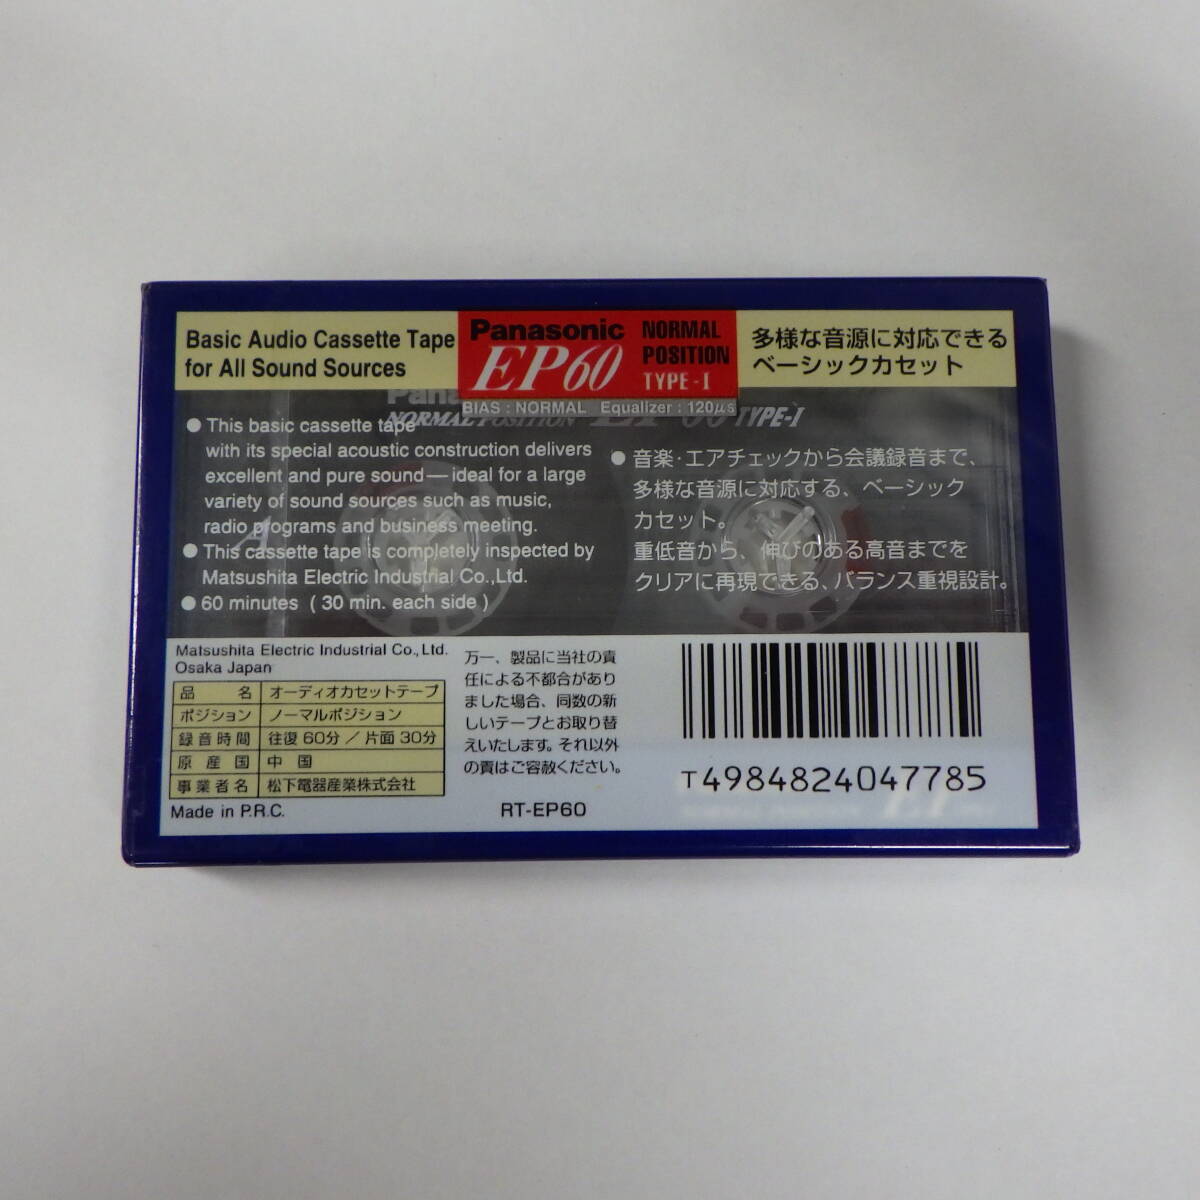 Basic Audio Cassette Tape
for All Sound Sources
Panasonic
EP60
NORMAL
POSITION
TYPE-I
BIAS : NORMAL Equalizer : 120μs
多様な音源に対応できる
ベーシックカセット
NORMAL POSITION
TYPE-I
● This basic cassette tape
with its special acoustic construction delivers
excellent and pure sound—ideal for a large
variety of sound sources such as music,
radio programs and business meeting.
● This cassette tape is completely inspected by
Matsushita Electric Industrial Co.,Ltd.
● 60 minutes ( 30 min. each side )
A
● 音楽・エアチェックから会議録音まで、
多様な音源に対応する、ベーシック
カセット。
重低音から、伸びのある高音までを
クリアに再現できる、バランス重視設計。
Matsushita Electric Industrial Co., Ltd.
Osaka Japan
品名 オーディオカセットテープ
ポジション ノーマルポジション
録音時間 往復60分/片面30分
原産国 中国
事業者名 松下電器産業株式会社
Made in P.R.C.
万一、製品に当社の責
任による不都合があり
ました場合、同数の新
しいテープとお取り替
えいたします。それ以外
の責はご容赦ください。
RT-EP60
T4984824047785